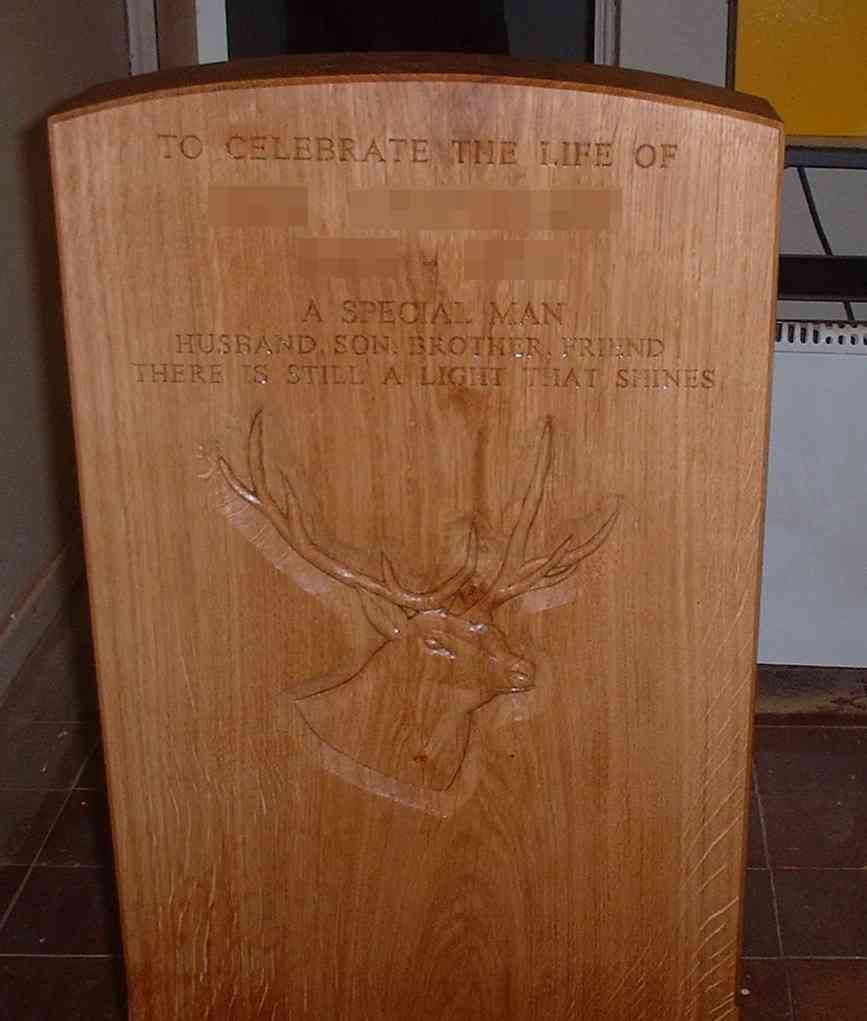 TO CELEBRATE THE LIFE OF
A SPECIAL MAN
HUSBAND, SON, BROTHER, FRIEND
THERE IS STILL A LIGHT THAT SHINES